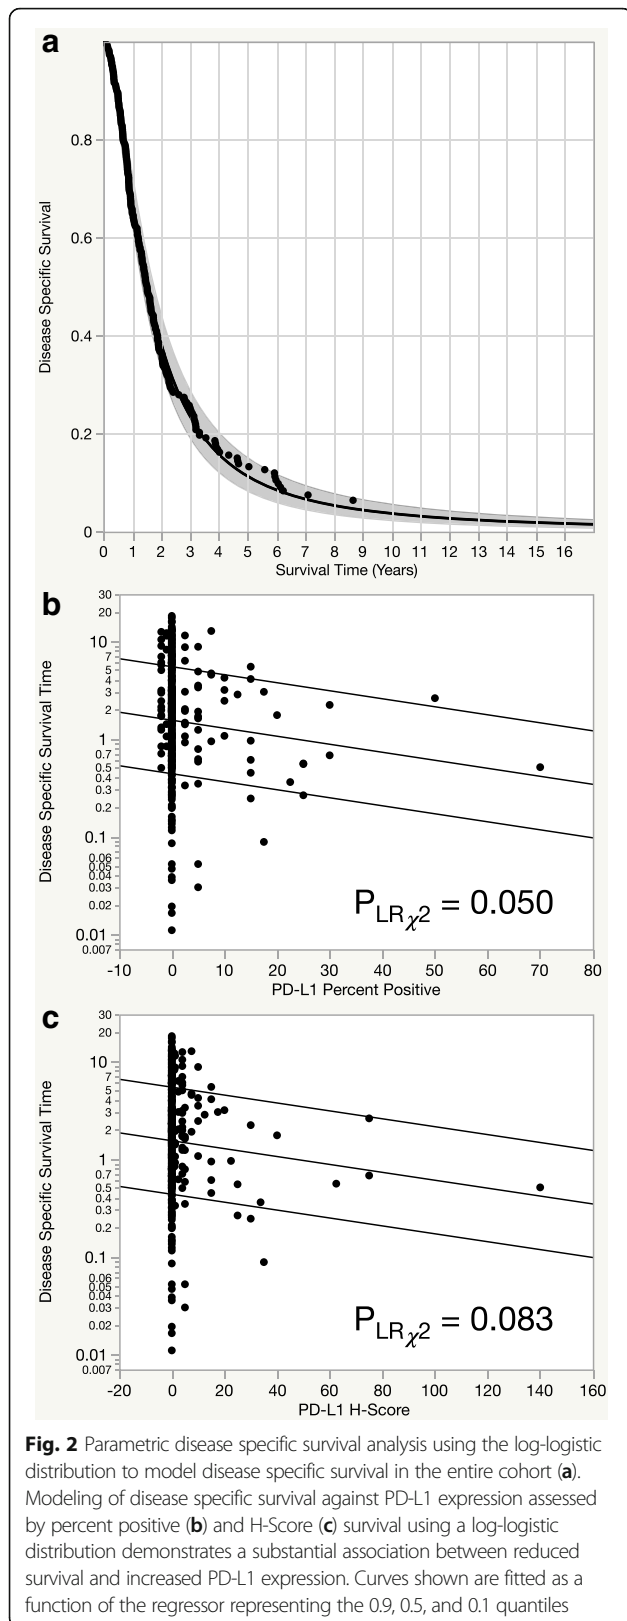 a
Disease Specific Survival
0.8
0.6
0.4
0.2
0
0 1 2 3 4 5 6 7 8 9 10 11 12 13 14 15 16
Survival Time (Years)
b
Disease Specific Survival Time
30
20
10
7
5
4
3
2
1
0.7
0.5
0.4
0.3
0.2
0.1
0.06
0.05
0.04
0.03
0.02
0.01
0.007
P_LRχ2 = 0.050
-10 0 10 20 30 40 50 60 70 80
PD-L1 Percent Positive
c
Disease Specific Survival Time
30
20
10
7
5
4
3
2
1
0.7
0.5
0.4
0.3
0.2
0.1
0.06
0.05
0.04
0.03
0.02
0.01
0.007
P_LRχ2 = 0.083
-20 0 20 40 60 80 100 120 140 160
PD-L1 H-Score
Fig. 2 Parametric disease specific survival analysis using the log-logistic
distribution to model disease specific survival in the entire cohort (a).
Modeling of disease specific survival against PD-L1 expression assessed
by percent positive (b) and H-Score (c) survival using a log-logistic
distribution demonstrates a substantial association between reduced
survival and increased PD-L1 expression. Curves shown are fitted as a
function of the regressor representing the 0.9, 0.5, and 0.1 quantiles